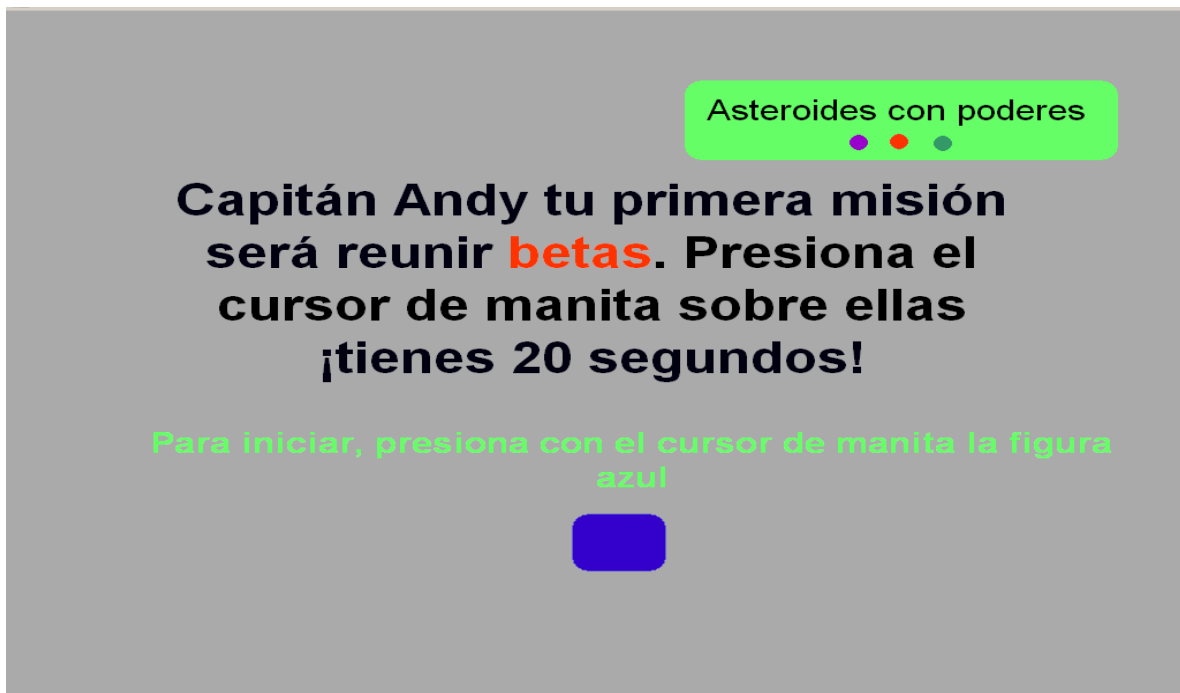 Asteroides con poderes
Capitán Andy tu primera misión
será reunir betas. Presiona el
cursor de manita sobre ellas
¡tienes 20 segundos!
Para iniciar, presiona con el cursor de manita la figura
azul